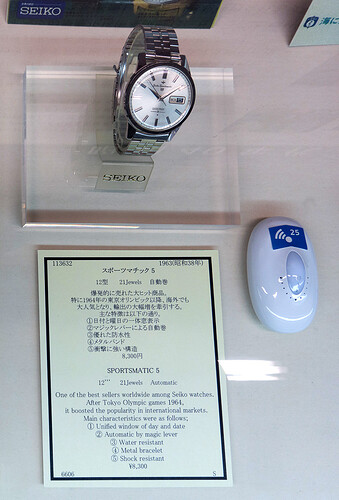 SEIKO
海に
SEIKO
25
113632 1963(昭和38年)
スポーツマチック 5
12型 21Jewels 自動巻
爆発的に売れた大ヒット商品。
特に1964年の東京オリンピック以降、海外でも
大人気となり、輸出の大幅増を牽引する。
主な特徴は以下の通り。
①日付と曜日の一体窓表示
②マジックレバーによる自動巻
③優れた防水性
④メタルバンド
⑤衝撃に強い構造
8,300円
SPORTSMATIC 5
12''' 21Jewels Automatic
One of the best sellers worldwide among Seiko watches.
After Tokyo Olympic games 1964,
it boosted the popularity in international markets.
Main characteristics were as follows;
① Unified window of day and date
② Automatic by magic lever
③ Water resistant
④ Metal bracelet
⑤ Shock resistant
¥8,300
6606 S